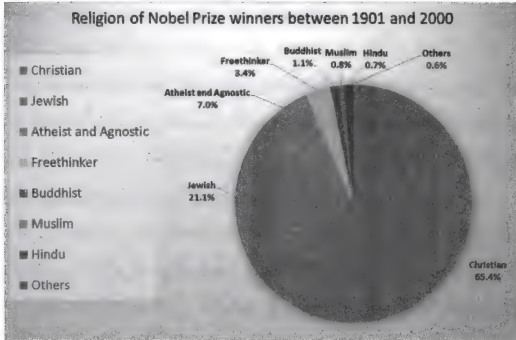 Religion of Nobel Prize winners between 1901 and 2000
Christian
Jewish
Atheist and Agnostic
Freethinker
Buddhist
Muslim
Hindu
Others
Buddhist
1.1%
Muslim
0.8%
Hindu
0.7%
Others
0.6%
Freethinker
3.4%
Atheist and Agnostic
7.0%
Jewish
21.1%
Christian
65.4%